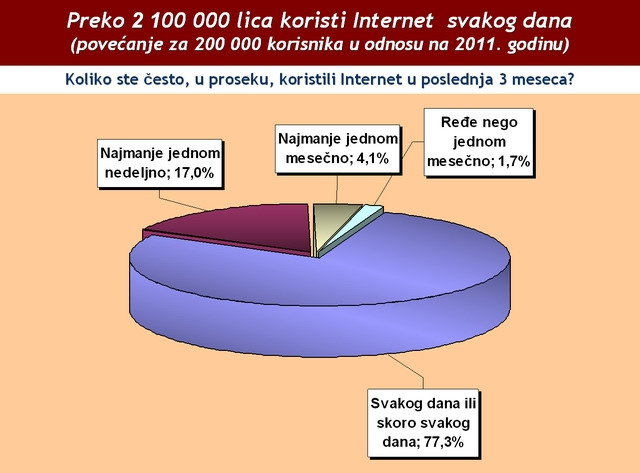 Preko 2 100 000 lica koristi Internet svakog dana
(povećanje za 200 000 korisnika u odnosu na 2011. godinu)
Koliko ste često, u proseku, koristili Internet u poslednja 3 meseca?
Najmanje jednom
nedeljno; 17,0%
Najmanje jednom
mesečno; 4,1%
Ređe nego
jednom
mesečno; 1,7%
Svakog dana ili
skoro svakog
dana; 77,3%